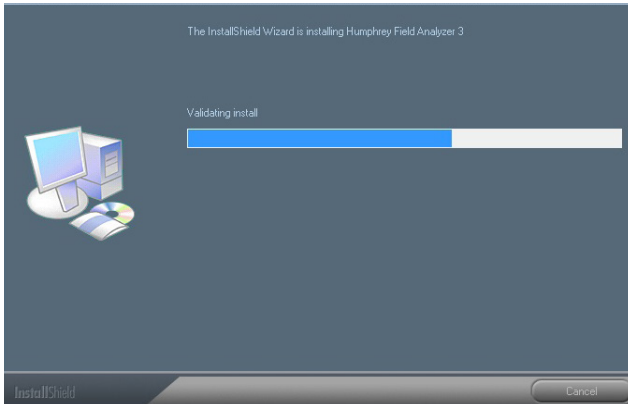 The InstallShield Wizard is installing Humphrey Field Analyzer 3
Validating install
InstallShield
Cancel